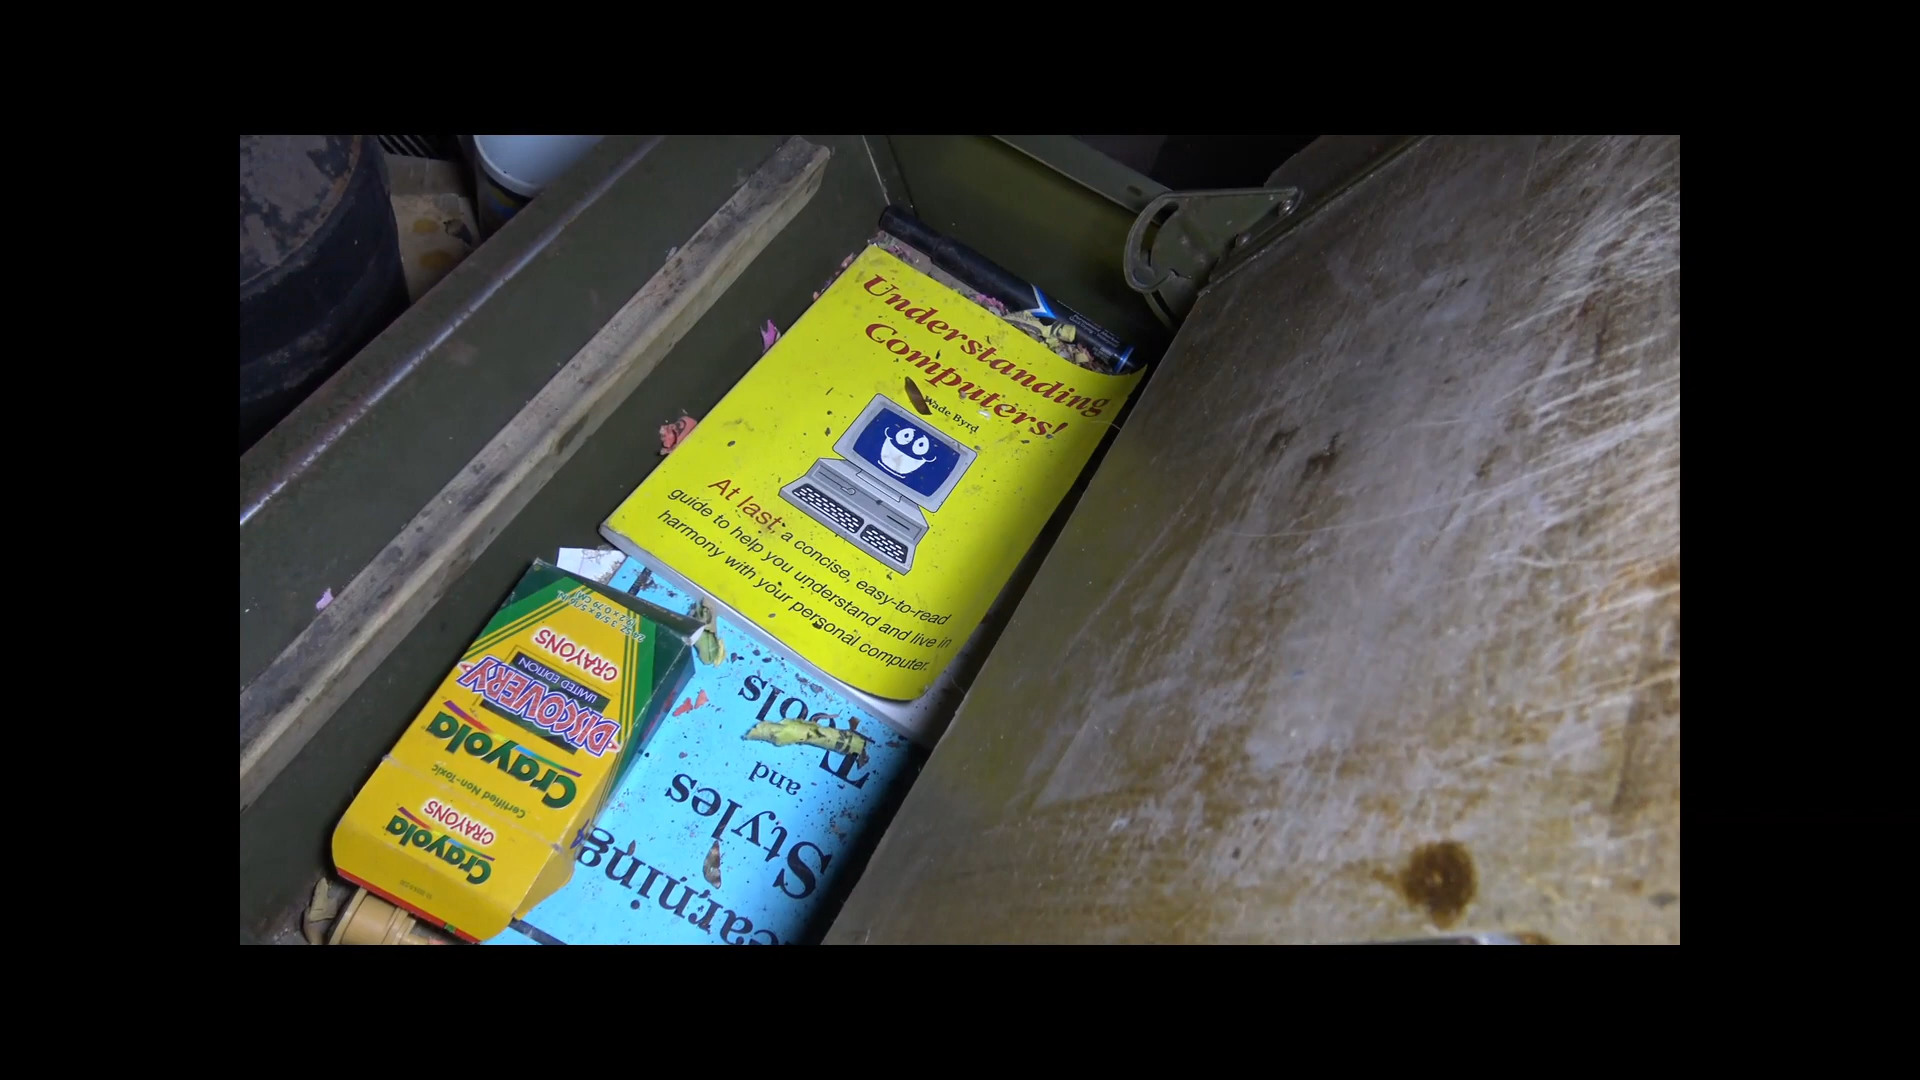 Understanding
Computers!
Wade Byrd
At last, a concise, easy-to-read
guide to help you understand and live in
harmony with your personal computer.
Crayola
CRAYONS
Certified Non-Toxic
Crayola
DISCOVERY
LIMITED EDITION
CRAYONS
Styles
and
Tools